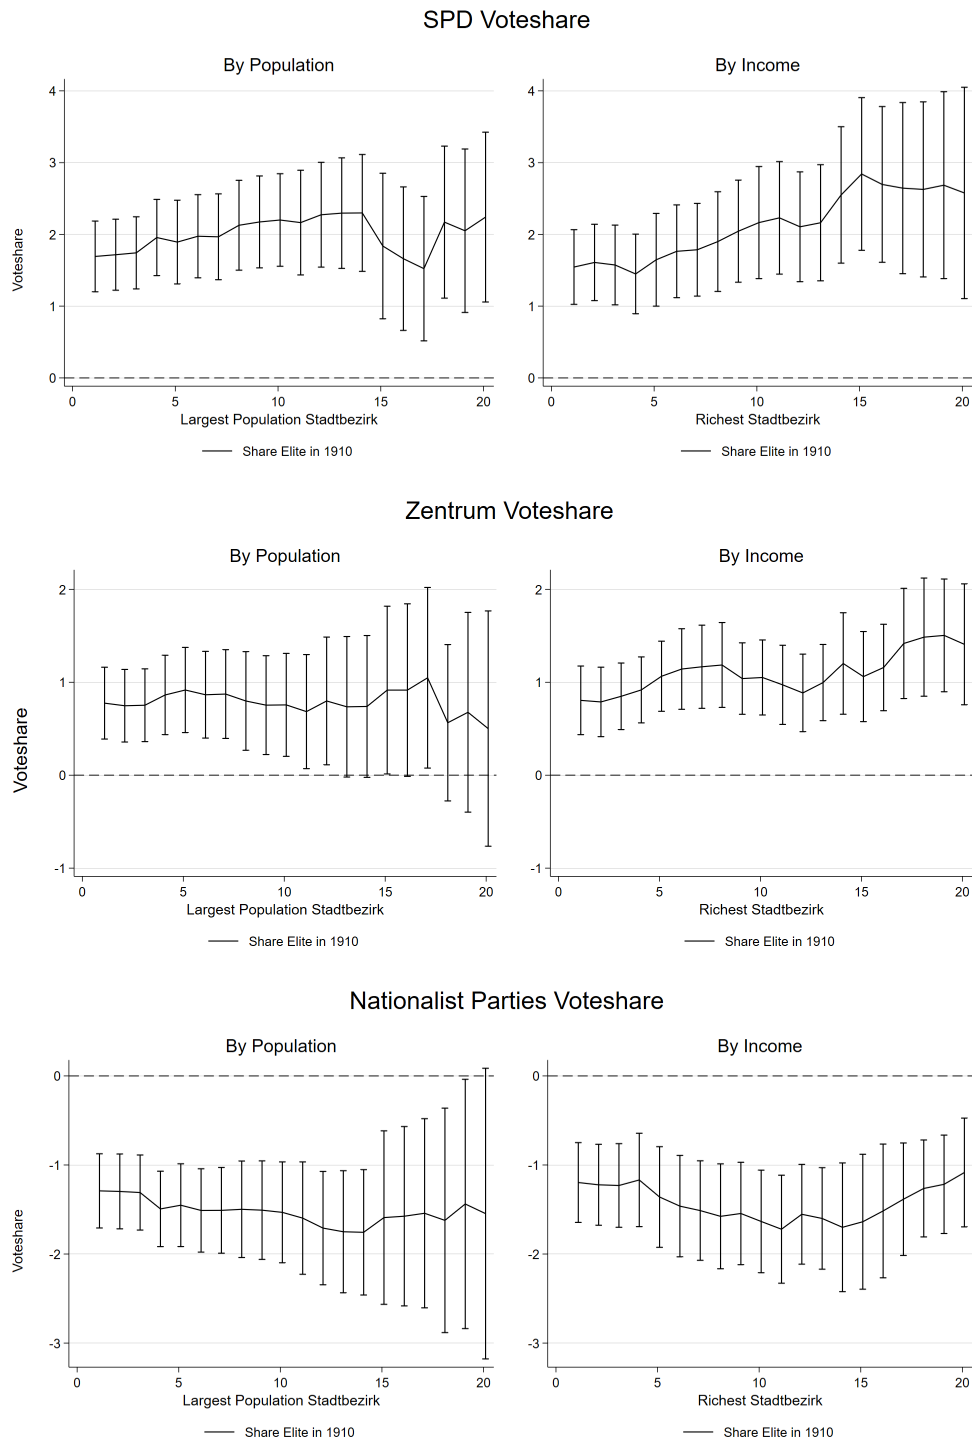 SPD Voteshare
By Population
By Income
Voteshare
4
3
2
1
0
0 5 10 15 20
Largest Population Stadtbezirk
Share Elite in 1910
4
3
2
1
0
0 5 10 15 20
Richest Stadtbezirk
Share Elite in 1910
Zentrum Voteshare
By Population
By Income
Voteshare
2
1
0
-1
0 5 10 15 20
Largest Population Stadtbezirk
Share Elite in 1910
2
1
0
-1
0 5 10 15 20
Richest Stadtbezirk
Share Elite in 1910
Nationalist Parties Voteshare
By Population
By Income
Voteshare
0
-1
-2
-3
0 5 10 15 20
Largest Population Stadtbezirk
Share Elite in 1910
0
-1
-2
-3
0 5 10 15 20
Richest Stadtbezirk
Share Elite in 1910